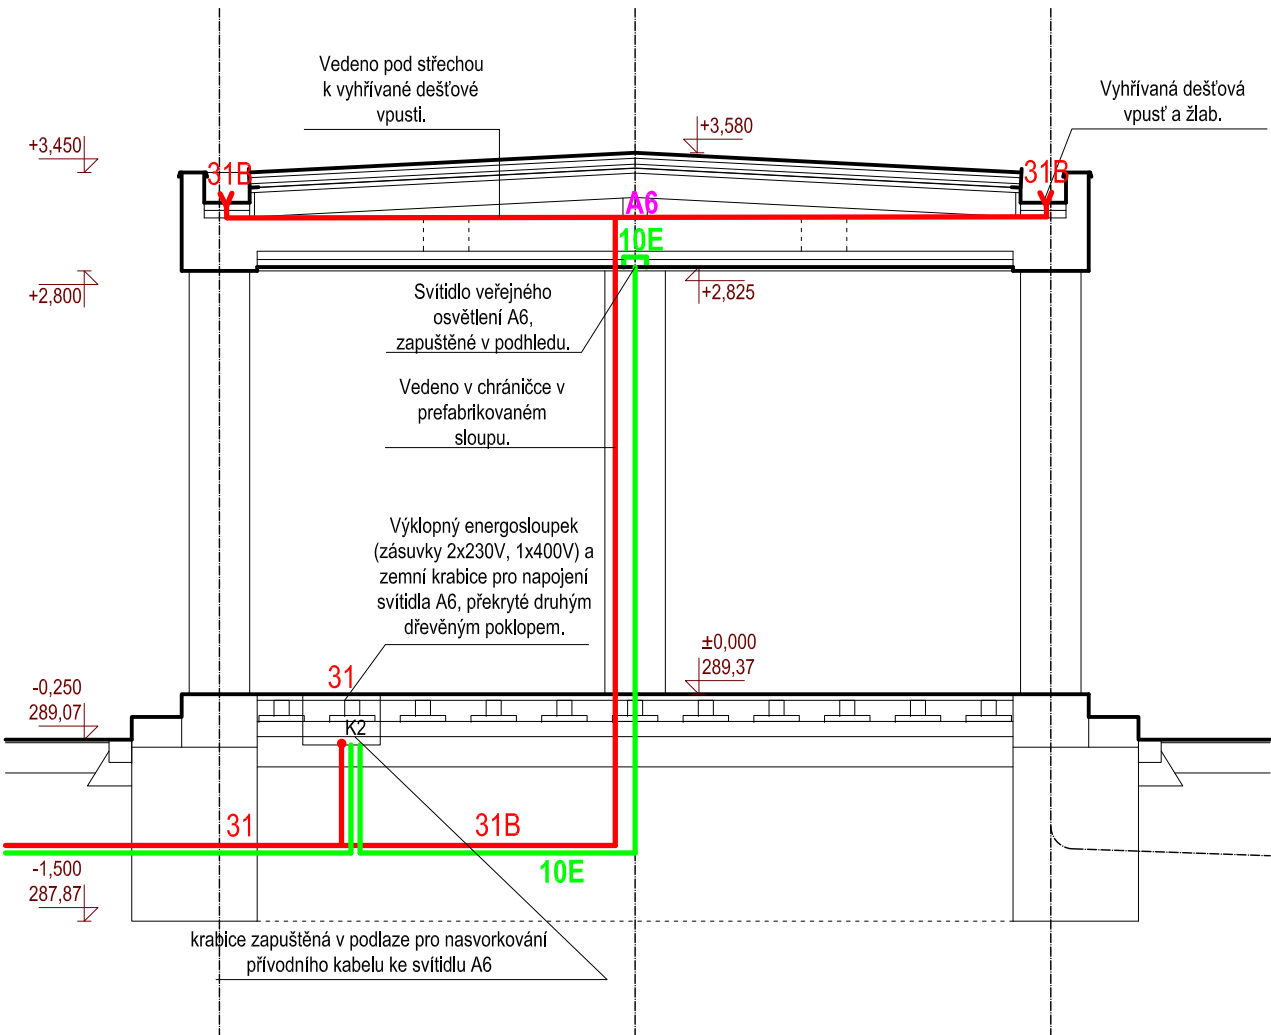 Vedeno pod střechou
k vyhřívané dešťové
vpusti.
Vyhřívaná dešťová
vpusť a žlab.
+3,450
+3,580
31B
31B
A6
10E
+2,800
+2,825
Svítidlo veřejného
osvětlení A6,
zapuštěné v podhledu.
Vedeno v chráničce v
prefabrikovaném
sloupu.
Výklopný energosloupek
(zásuvky 2x230V, 1x400V) a
zemní krabice pro napojení
svítidla A6, překryté druhým
dřevěným poklopem.
±0,000
289,37
31
-0,250
289,07
K2
31
31B
10E
-1,500
287,87
krabice zapuštěná v podlaze pro nasvorkování
přívodního kabelu ke svítidlu A6